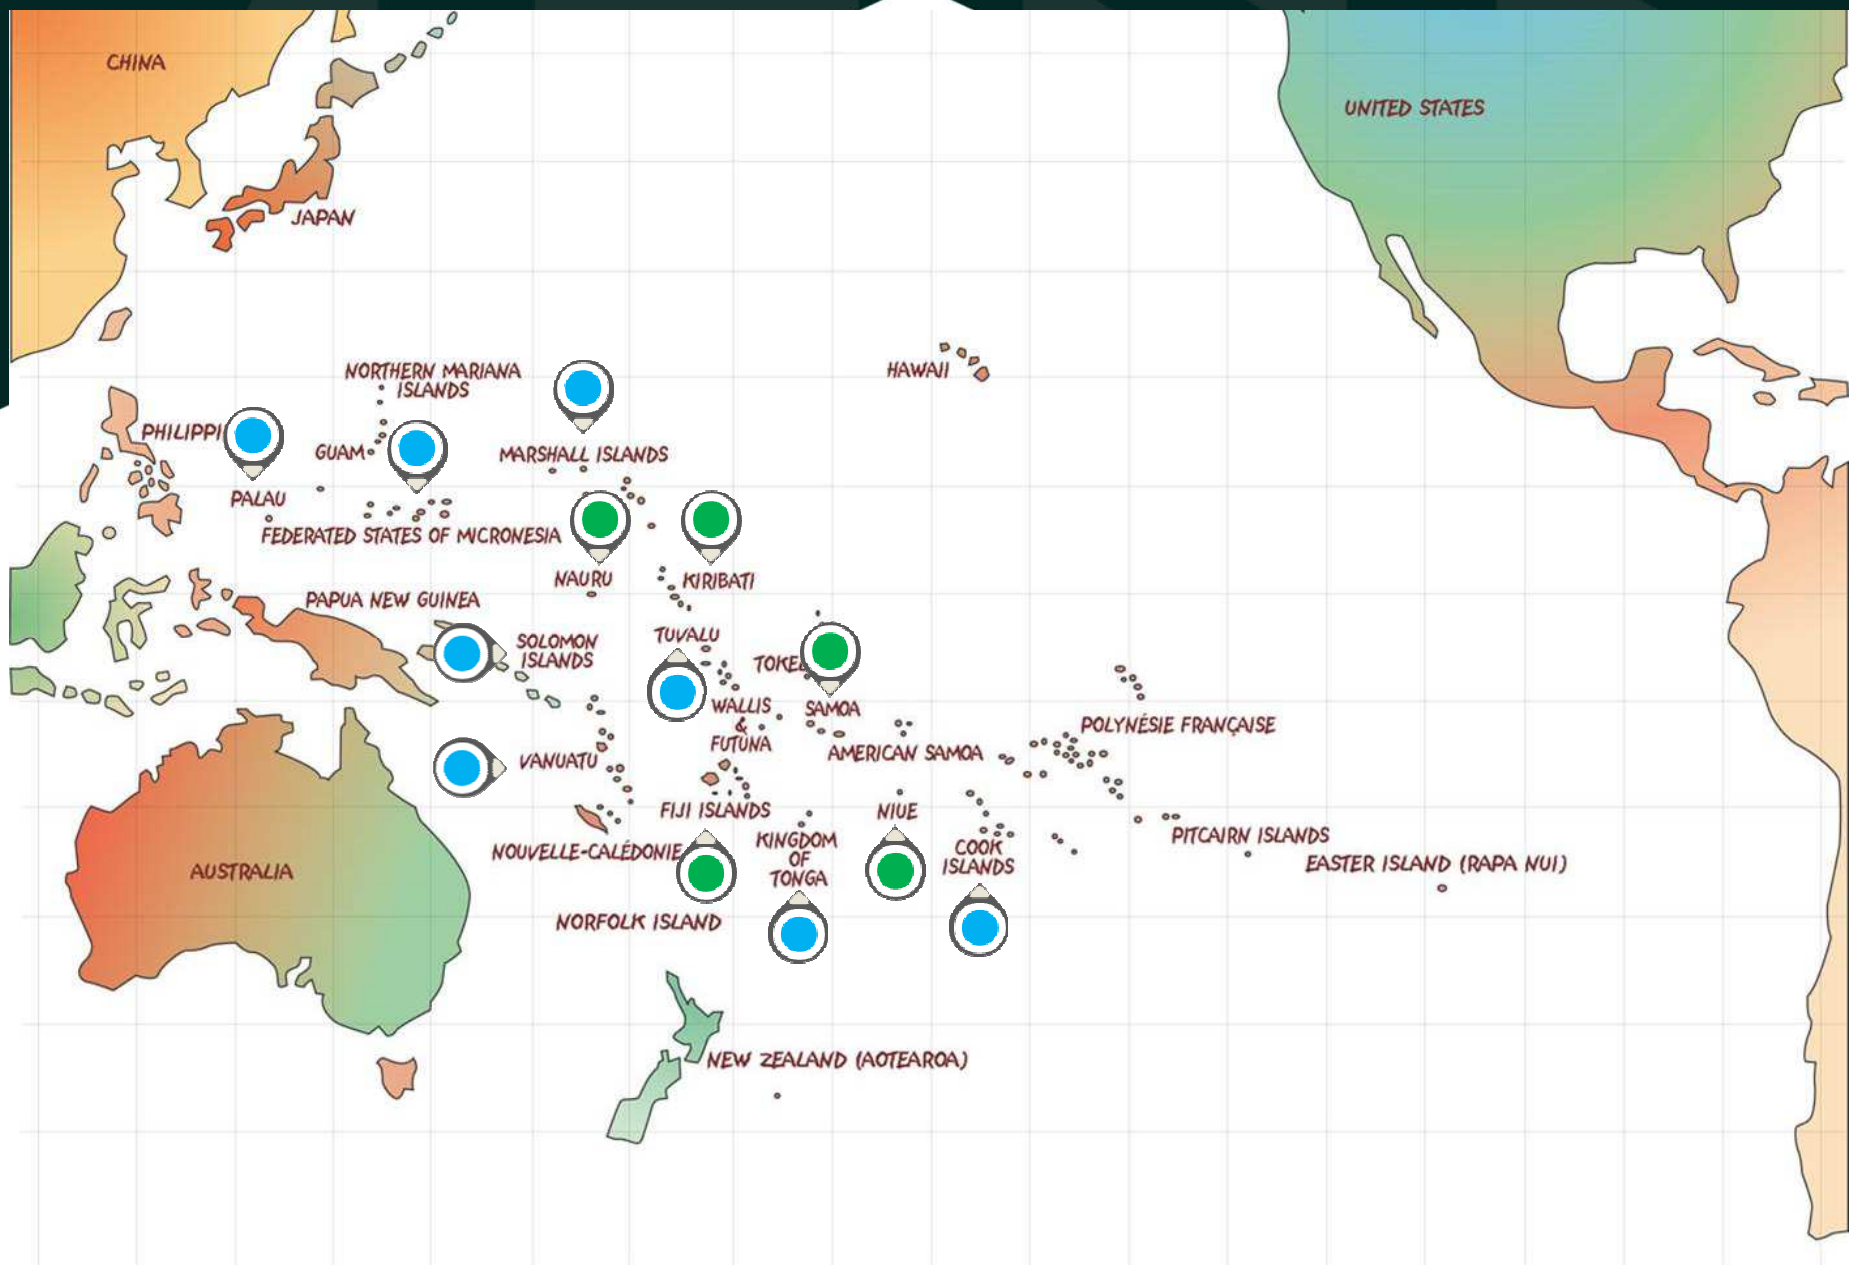 CHINA
UNITED STATES
JAPAN
NORTHERN MARIANA
ISLANDS
HAWAII
PHILIPPI
GUAM
MARSHALL ISLANDS
PALAU
FEDERATED STATES OF MICRONESIA
NAURU
KIRIBATI
PAPUA NEW GUINEA
SOLOMON
ISLANDS
TUVALU
TOKEL
WALLIS
&
FUTUNA
SAMOA
POLYNÉSIE FRANÇAISE
AMERICAN SAMOA
VANUATU
FIJI ISLANDS
NIUE
KINGDOM
OF
TONGA
COOK
ISLANDS
PITCAIRN ISLANDS
NOUVELLE-CALÉDONIE
EASTER ISLAND (RAPA NUI)
AUSTRALIA
NORFOLK ISLAND
NEW ZEALAND (AOTEAROA)